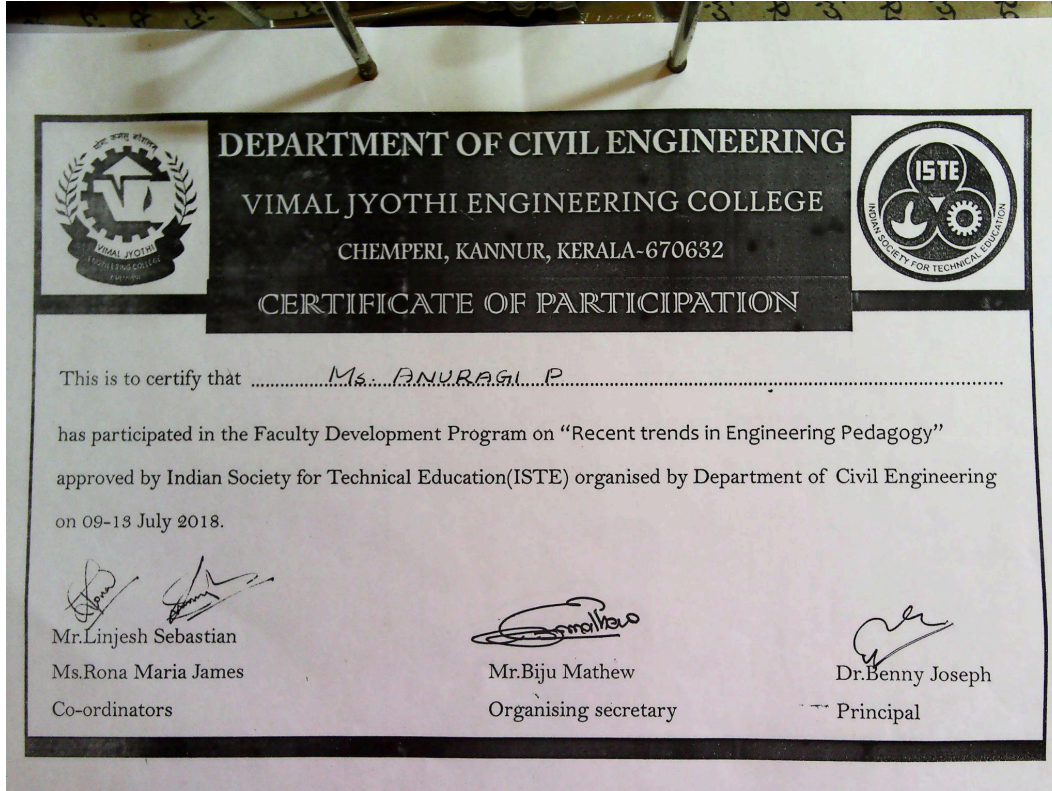 DEPARTMENT OF CIVIL ENGINEERING
VIMAL JYOTHI ENGINEERING COLLEGE
CHEMPERI, KANNUR, KERALA-670632
CERTIFICATE OF PARTICIPATION
VIMAL JYOTHI
ENGINEERING COLLEGE
ISTE
INDIAN SOCIETY FOR TECHNICAL EDUCATION
This is to certify that Ms. ANURAGI P
has participated in the Faculty Development Program on “Recent trends in Engineering Pedagogy”
approved by Indian Society for Technical Education(ISTE) organised by Department of Civil Engineering
on 09-13 July 2018.
Mr.Linjesh Sebastian
Ms.Rona Maria James
Co-ordinators
Mr.Biju Mathew
Organising secretary
Dr.Benny Joseph
Principal